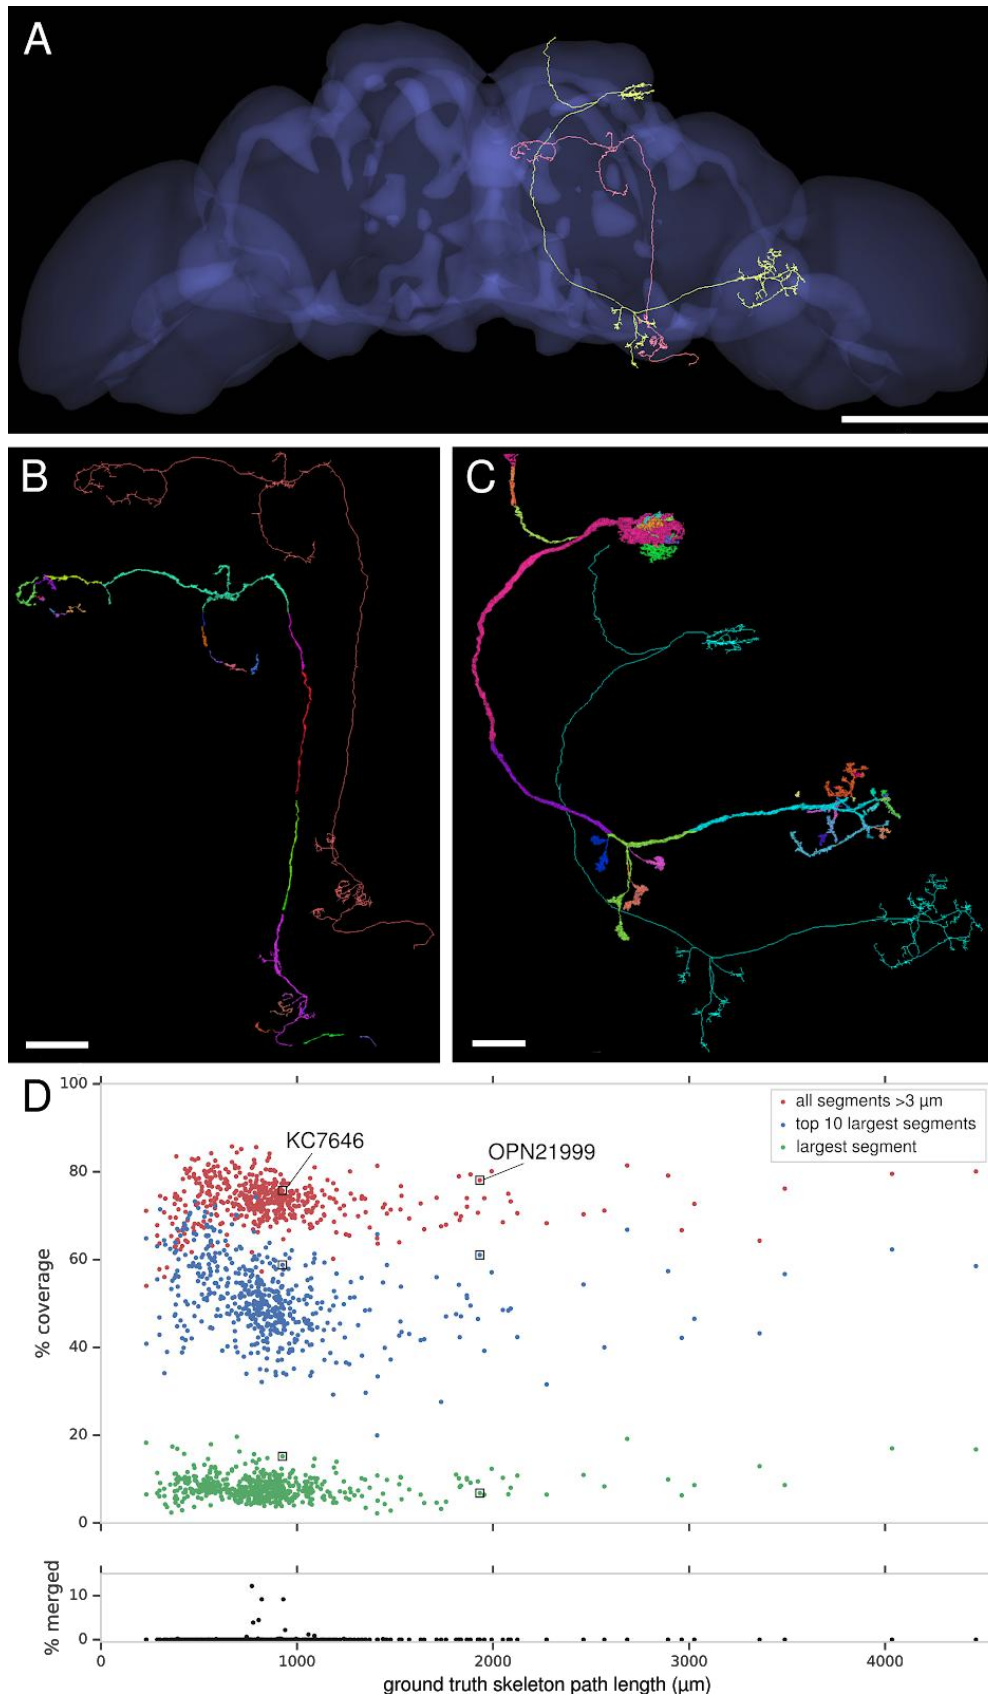 A
B
C
D
100
80
60
40
20
0
% coverage
KC7646
OPN21999
all segments >3 µm
top 10 largest segments
largest segment
10
0
% merged
0
1000
2000
3000
4000
ground truth skeleton path length (µm)